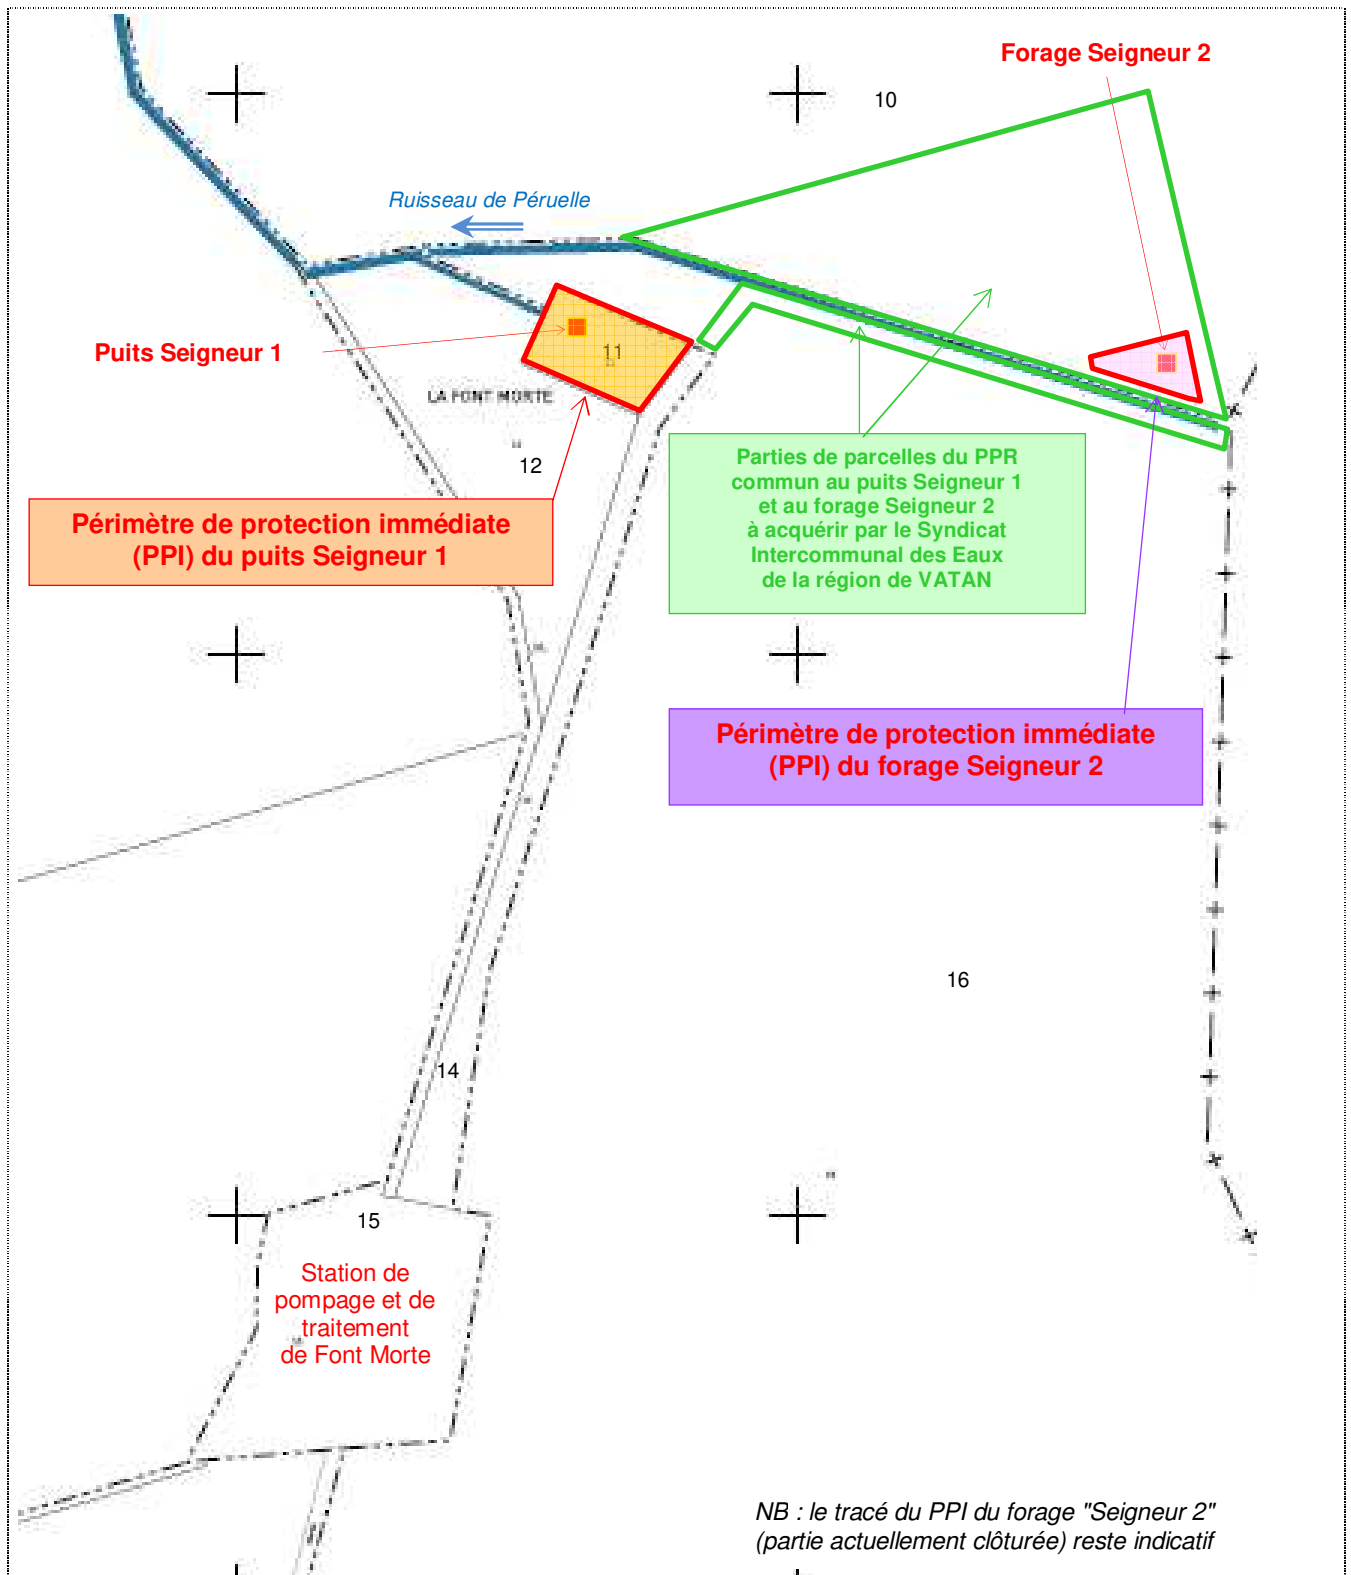 Forage Seigneur 2
10
Ruisseau de Péruelle
Puits Seigneur 1
11
LA FONT MORTE
12
Parties de parcelles du PPR
commun au puits Seigneur 1
et au forage Seigneur 2
à acquérir par le Syndicat
Intercommunal des Eaux
de la région de VATAN
Périmètre de protection immédiate
(PPI) du puits Seigneur 1
Périmètre de protection immédiate
(PPI) du forage Seigneur 2
16
14
15
Station de
pompage et de
traitement
de Font Morte
NB : le tracé du PPI du forage "Seigneur 2"
(partie actuellement clôturée) reste indicatif